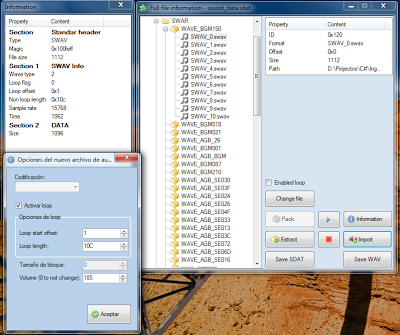 Information
Property Content
Section Standar header
Type SWAV
Magic 0x100feff
File size 1112
Section 1 SWAV Info
Wave type 2
Loop flag 0
Loop offset 0x1
Non loop length 0x10c
Sample rate 15768
Time 1062
Section 2 DATA
Size 1096
Full file information - sound_data.sdat
SWAR
WAVE_BGM150
SWAV_0.swav
SWAV_1.swav
SWAV_2.swav
SWAV_3.swav
SWAV_4.swav
SWAV_5.swav
SWAV_6.swav
SWAV_7.swav
SWAV_8.swav
SWAV_9.swav
SWAV_10.swav
WAVE_BGM018
WAVE_BGM021
WAVE_AGB_26
WAVE_BGM001
WAVE_AGB_BGM
WAVE_BGM087
WAVE_BGM210
WAVE_AGB_SE030
WAVE_AGB_SE03F
WAVE_AGB_SE024
WAVE_AGB_SE026
WAVE_AGB_SE04F
WAVE_AGB_SE033
WAVE_AGB_SE013
WAVE_AGB_SE03C
WAVE_AGB_SE072
WAVE_AGB_SE06D
WAVE_AGB_SE016
Property Content
ID 0x120
Format SWAV_0.swav
Offset 0x0
Size 1112
Path D:\Projectos\C#\Ing...
Enabled loop
Change file
Pack
Information
Extract
Import
Save SDAT
Save WAV
Opciones del nuevo archivo de au...
Codificación:
Activar loop
Opciones de loop
Loop start offset: 1
Loop length: 10C
Tamaño de bloque: 0
Volume (0 to not change): 185
Aceptar